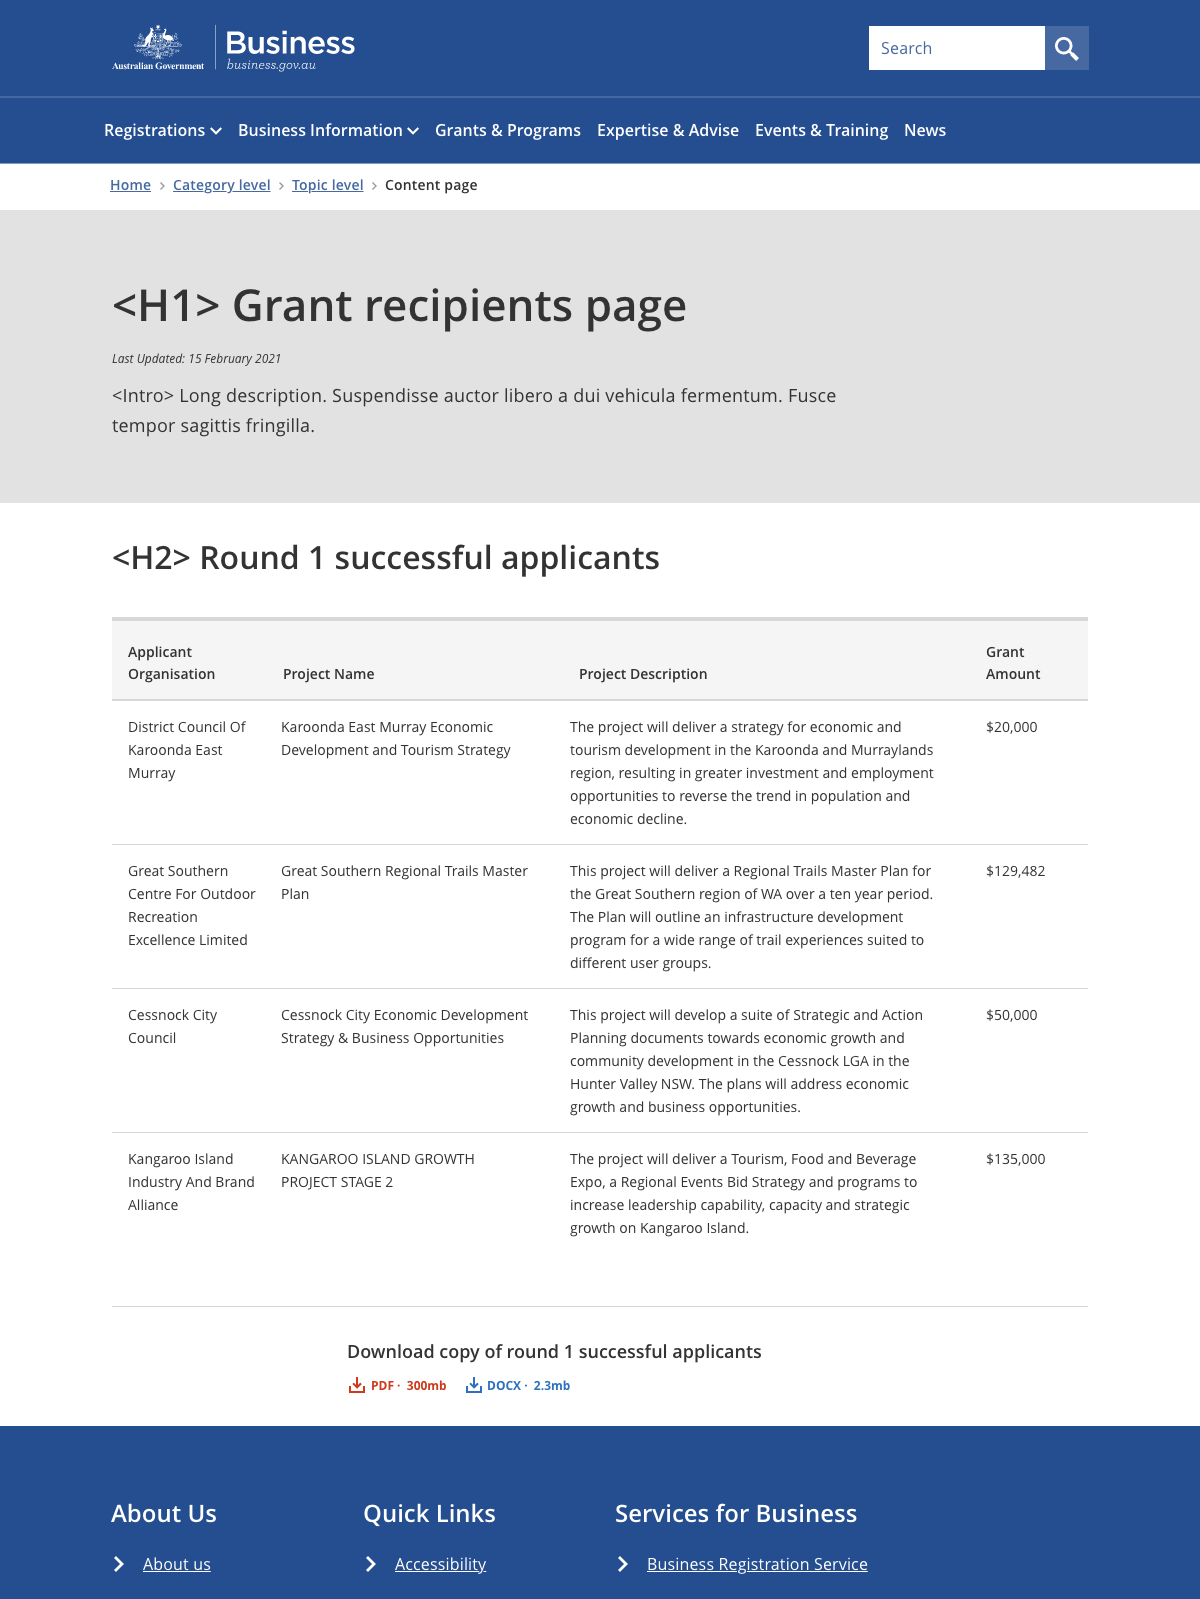 Australian Government
Business
business.gov.au
Search
Registrations Business Information Grants & Programs Expertise & Advise Events & Training News
Home > Category level > Topic level > Content page
<H1> Grant recipients page
Last Updated: 15 February 2021
<Intro> Long description. Suspendisse auctor libero a dui vehicula fermentum. Fusce
tempor sagittis fringilla.
<H2> Round 1 successful applicants
Applicant
Organisation
Project Name
Project Description
Grant
Amount
District Council Of
Karoonda East
Murray
Karoonda East Murray Economic
Development and Tourism Strategy
The project will deliver a strategy for economic and
tourism development in the Karoonda and Murraylands
region, resulting in greater investment and employment
opportunities to reverse the trend in population and
economic decline.
$20,000
Great Southern
Centre For Outdoor
Recreation
Excellence Limited
Great Southern Regional Trails Master
Plan
This project will deliver a Regional Trails Master Plan for
the Great Southern region of WA over a ten year period.
The Plan will outline an infrastructure development
program for a wide range of trail experiences suited to
different user groups.
$129,482
Cessnock City
Council
Cessnock City Economic Development
Strategy & Business Opportunities
This project will develop a suite of Strategic and Action
Planning documents towards economic growth and
community development in the Cessnock LGA in the
Hunter Valley NSW. The plans will address economic
growth and business opportunities.
$50,000
Kangaroo Island
Industry And Brand
Alliance
KANGAROO ISLAND GROWTH
PROJECT STAGE 2
The project will deliver a Tourism, Food and Beverage
Expo, a Regional Events Bid Strategy and programs to
increase leadership capability, capacity and strategic
growth on Kangaroo Island.
$135,000
Download copy of round 1 successful applicants
PDF · 300mb DOCX · 2.3mb
About Us
About us
Quick Links
Accessibility
Services for Business
Business Registration Service